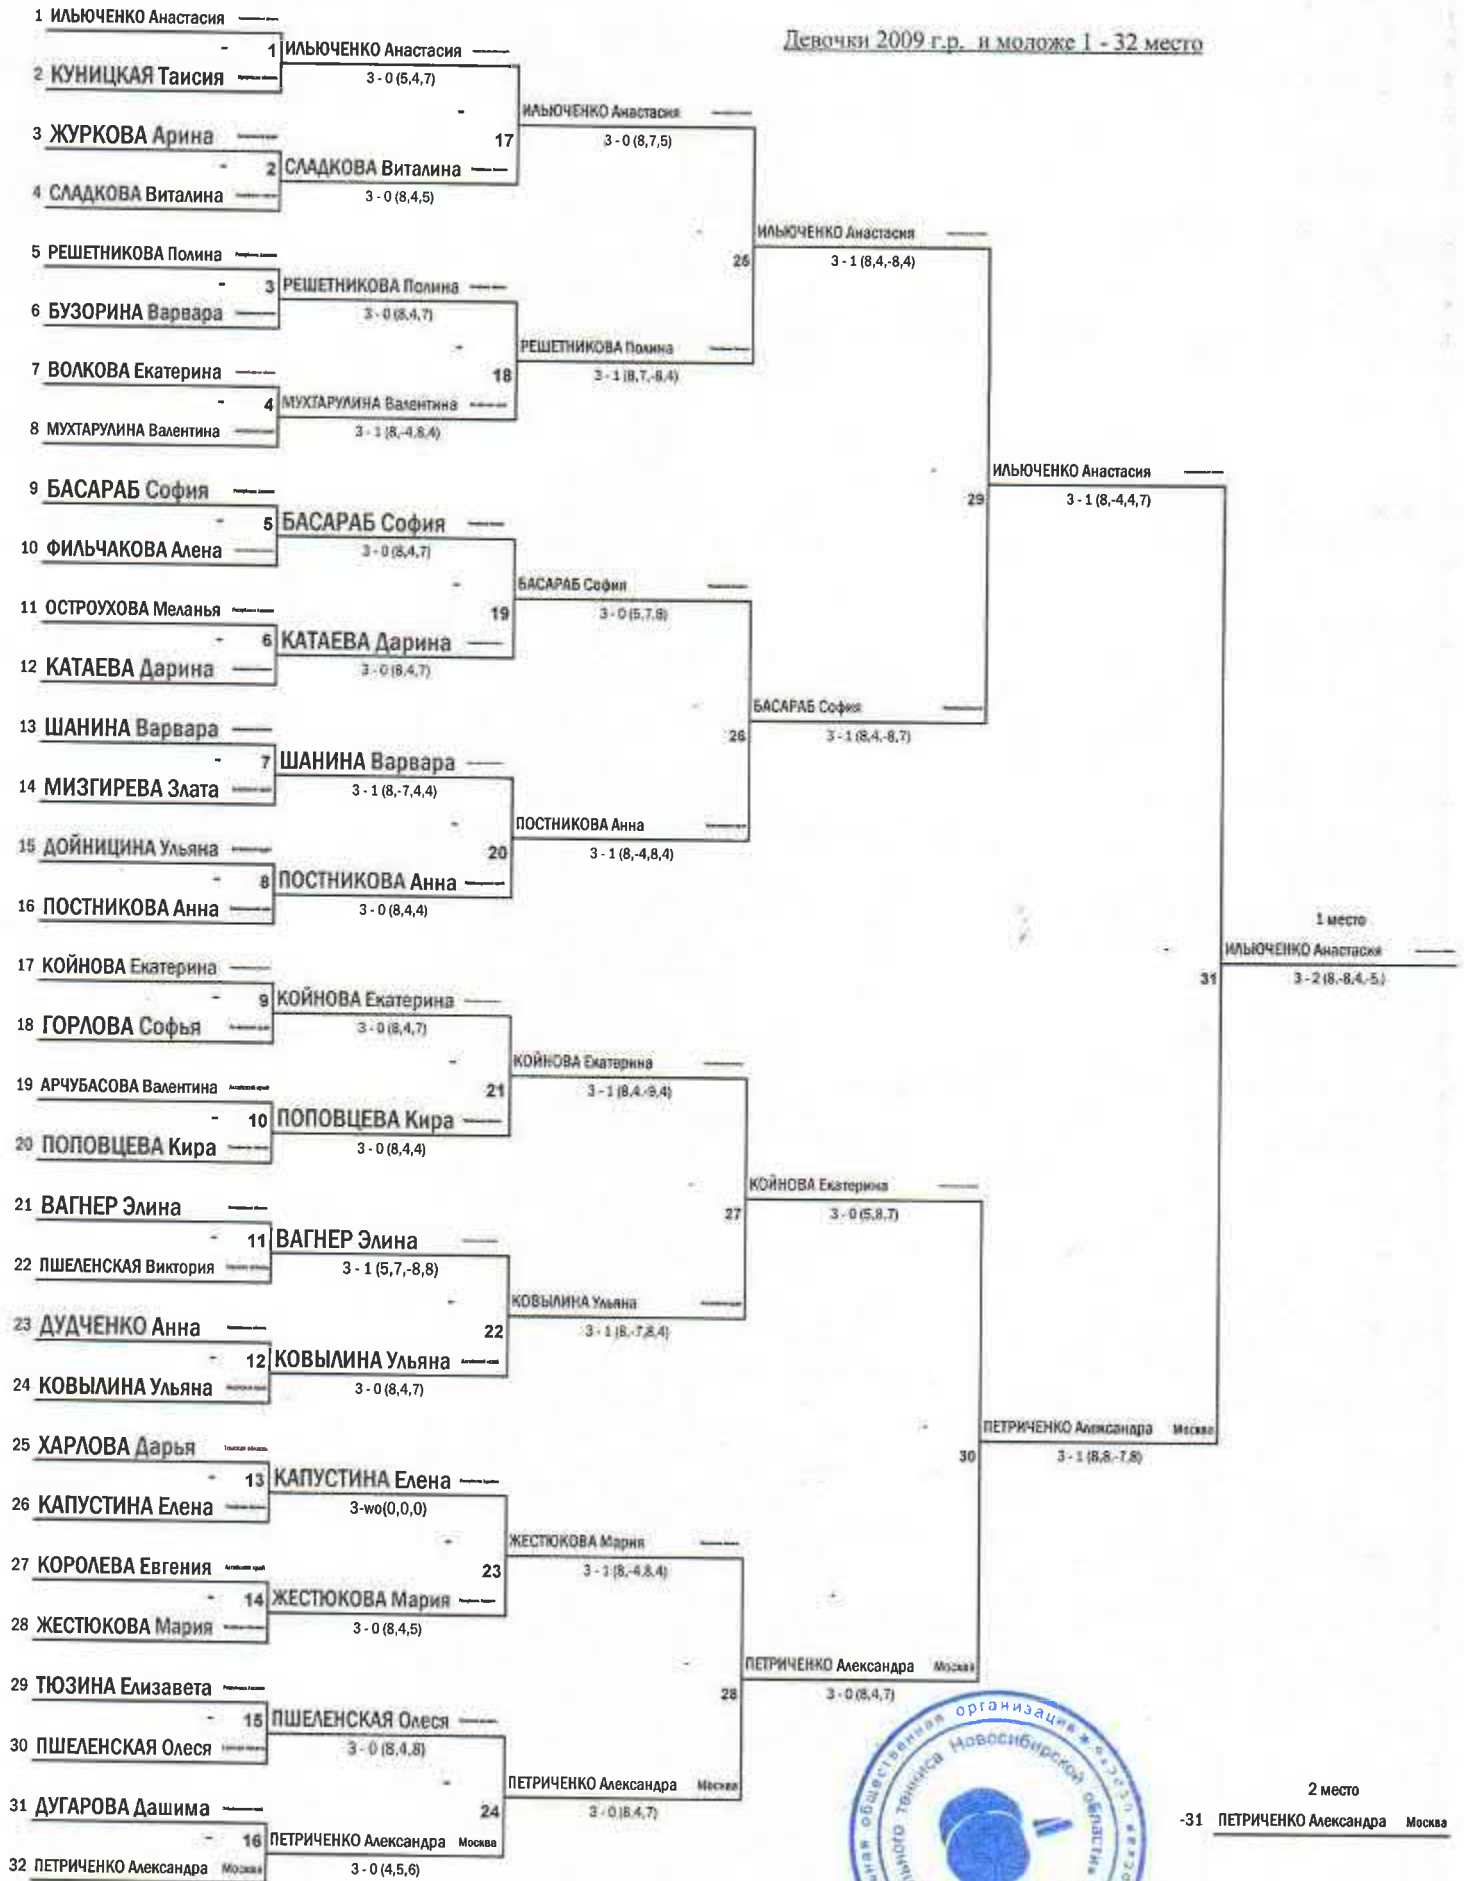 Девочки 2009 г.р. и моложе 1 - 32 место
1 ИЛЬЮЧЕНКО Анастасия
- 1 ИЛЬЮЧЕНКО Анастасия
2 КУНИЦКАЯ Таисия
3 - 0 (5,4,7)
3 ЖУРКОВА Арина
- 2 СЛАДКОВА Виталина
4 СЛАДКОВА Виталина
3 - 0 (8,4,5)
5 РЕШЕТНИКОВА Полина
- 3 РЕШЕТНИКОВА Полина
6 БУЗОРИНА Варвара
3 - 0 (8,4,7)
7 ВОЛКОВА Екатерина
- 4 МУХТАРУЛИНА Валентина
8 МУХТАРУЛИНА Валентина
3 - 1 (8,-4,8,4)
9 БАСАРАБ София
- 5 БАСАРАБ София
10 ФИЛЬЧАКОВА Алена
3 - 0 (8,4,7)
11 ОСТРОУХОВА Меланья
- 6 КАТАЕВА Дарина
12 КАТАЕВА Дарина
3 - 0 (8,4,7)
13 ШАНИНА Варвара
- 7 ШАНИНА Варвара
14 МИЗГИРЕВА Злата
3 - 1 (8,-7,4,4)
15 ДОЙНИЦИНА Ульяна
- 8 ПОСТНИКОВА Анна
16 ПОСТНИКОВА Анна
3 - 0 (8,4,4)
17 КОЙНОВА Екатерина
- 9 КОЙНОВА Екатерина
18 ГОРЛОВА Софья
3 - 0 (8,4,7)
19 АРЧУБАСОВА Валентина Алтайский край
- 10 ПОПОВЦЕВА Кира
20 ПОПОВЦЕВА Кира
3 - 0 (8,4,4)
21 ВАГНЕР Элина
- 11 ВАГНЕР Элина
22 ПШЕЛЕНСКАЯ Виктория
3 - 1 (5,7,-8,8)
23 ДУДЧЕНКО Анна
- 12 КОВЫЛИНА Ульяна
24 КОВЫЛИНА Ульяна
3 - 0 (8,4,7)
25 ХАРЛОВА Дарья Томская область
- 13 КАПУСТИНА Елена
26 КАПУСТИНА Елена
3-wo(0,0,0)
27 КОРОЛЕВА Евгения Алтайский край
- 14 ЖЕСТЮКОВА Мария
28 ЖЕСТЮКОВА Мария
3 - 0 (8,4,5)
29 ТЮЗИНА Елизавета
- 15 ПШЕЛЕНСКАЯ Олеся
30 ПШЕЛЕНСКАЯ Олеся
3 - 0 (8,4,8)
31 ДУГАРОВА Дашима
- 16 ПЕТРИЧЕНКО Александра Москва
32 ПЕТРИЧЕНКО Александра Москва
3 - 0 (4,5,6)
- 17 ИЛЬЮЧЕНКО Анастасия
3 - 0 (8,7,5)
- 18 РЕШЕТНИКОВА Полина
3 - 1 (8,7,-8,4)
- 19 БАСАРАБ София
3 - 0 (5,7,8)
- 20 ПОСТНИКОВА Анна
3 - 1 (8,-4,8,4)
- 21 КОЙНОВА Екатерина
3 - 1 (8,4,-9,4)
- 22 КОВЫЛИНА Ульяна
3 - 1 (8,-7,8,4)
- 23 ЖЕСТЮКОВА Мария
3 - 1 (8,-4,8,4)
- 24 ПЕТРИЧЕНКО Александра Москва
3 - 0 (8,4,7)
- 25 ИЛЬЮЧЕНКО Анастасия
3 - 1 (8,4,-8,4)
- 26 БАСАРАБ София
3 - 1 (8,4,-8,7)
- 27 КОЙНОВА Екатерина
3 - 0 (5,8,7)
- 28 ПЕТРИЧЕНКО Александра Москва
3 - 0 (8,4,7)
- 29 ИЛЬЮЧЕНКО Анастасия
3 - 1 (8,-4,4,7)
- 30 ПЕТРИЧЕНКО Александра Москва
3 - 1 (8,8,-7,8)
1 место
- 31 ИЛЬЮЧЕНКО Анастасия
3 - 2 (8,-8,4,-5,)
2 место
-31 ПЕТРИЧЕНКО Александра Москва
общественная организация
тенниса Новосибирской области